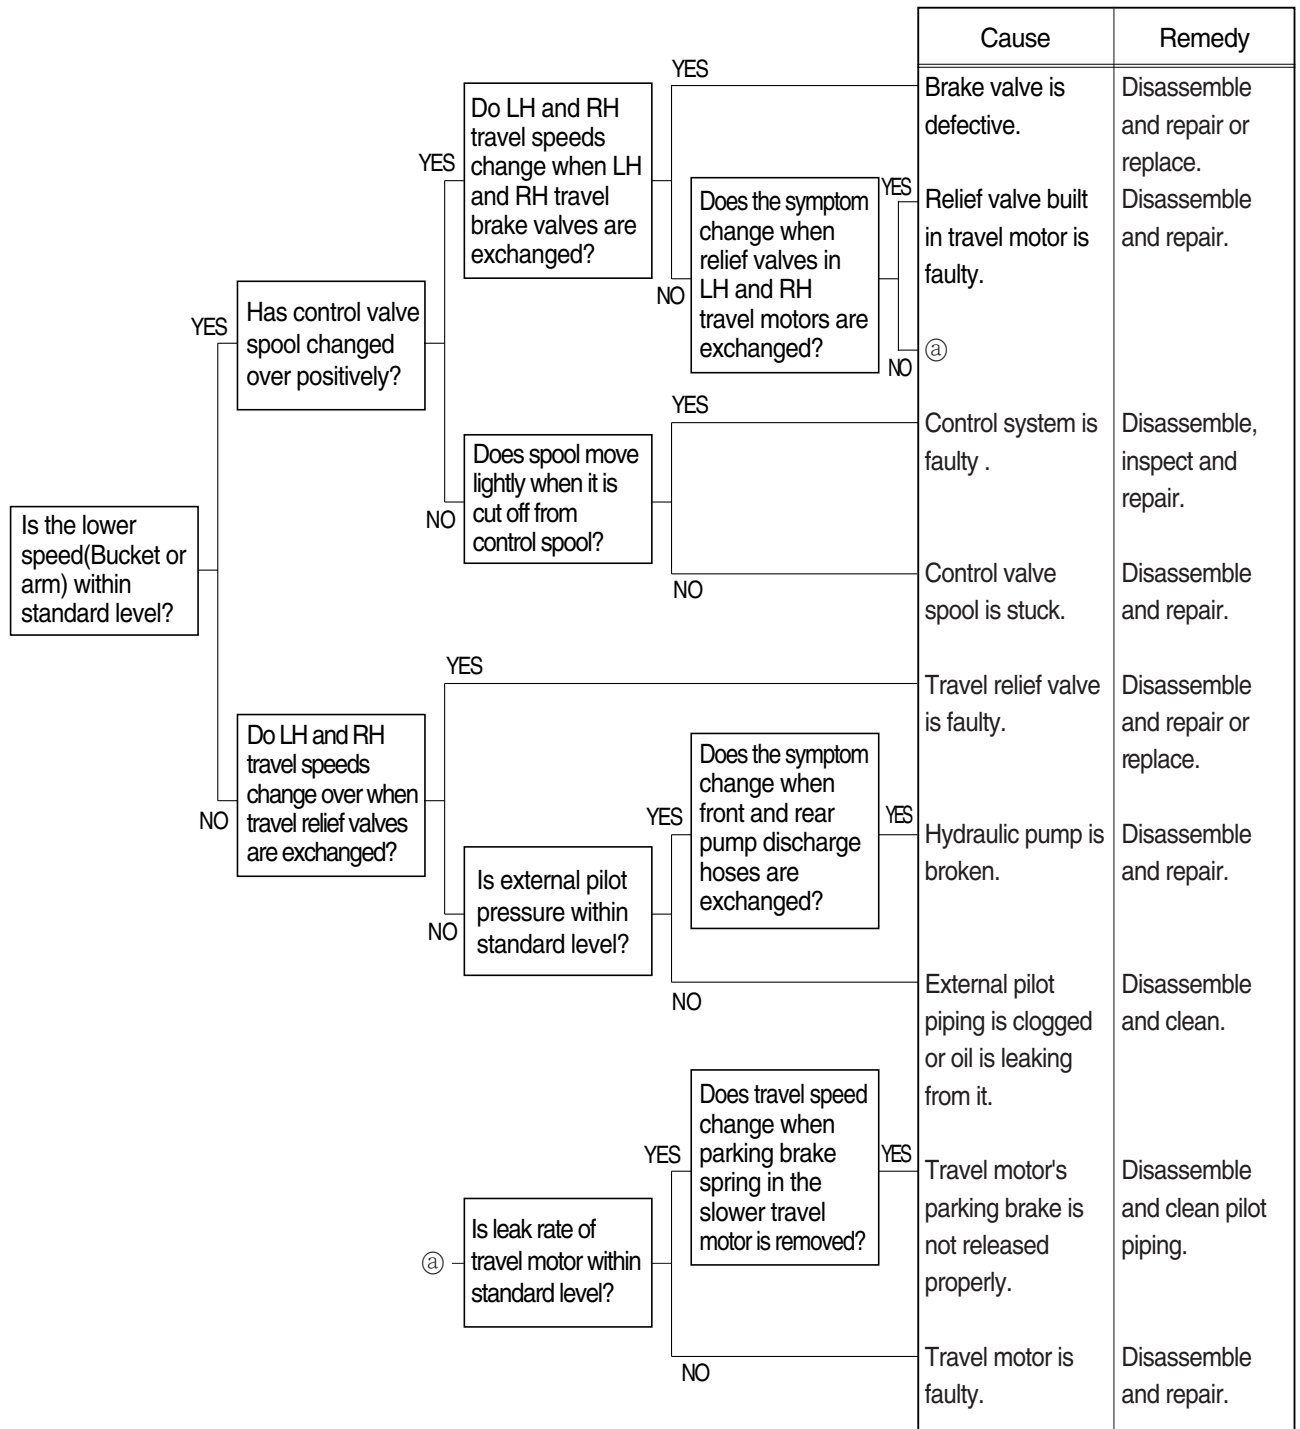 Cause
Remedy
YES
Brake valve is
defective.
Disassemble
and repair or
replace.
Do LH and RH
travel speeds
change when LH
and RH travel
brake valves are
exchanged?
YES
Does the symptom
change when
relief valves in
LH and RH
travel motors are
exchanged?
YES
Relief valve built
in travel motor is
faulty.
Disassemble
and repair.
NO
NO
ⓐ
YES
Has control valve
spool changed
over positively?
YES
Control system is
faulty .
Disassemble,
inspect and
repair.
Does spool move
lightly when it is
cut off from
control spool?
NO
NO
Control valve
spool is stuck.
Disassemble
and repair.
Is the lower
speed(Bucket or
arm) within
standard level?
YES
Travel relief valve
is faulty.
Disassemble
and repair or
replace.
Do LH and RH
travel speeds
change over when
travel relief valves
are exchanged?
NO
Does the symptom
change when
front and rear
pump discharge
hoses are
exchanged?
YES
YES
Hydraulic pump is
broken.
Disassemble
and repair.
Is external pilot
pressure within
standard level?
NO
NO
External pilot
piping is clogged
or oil is leaking
from it.
Disassemble
and clean.
Does travel speed
change when
parking brake
spring in the
slower travel
motor is removed?
YES
YES
Travel motor's
parking brake is
not released
properly.
Disassemble
and clean pilot
piping.
ⓐ
Is leak rate of
travel motor within
standard level?
NO
Travel motor is
faulty.
Disassemble
and repair.